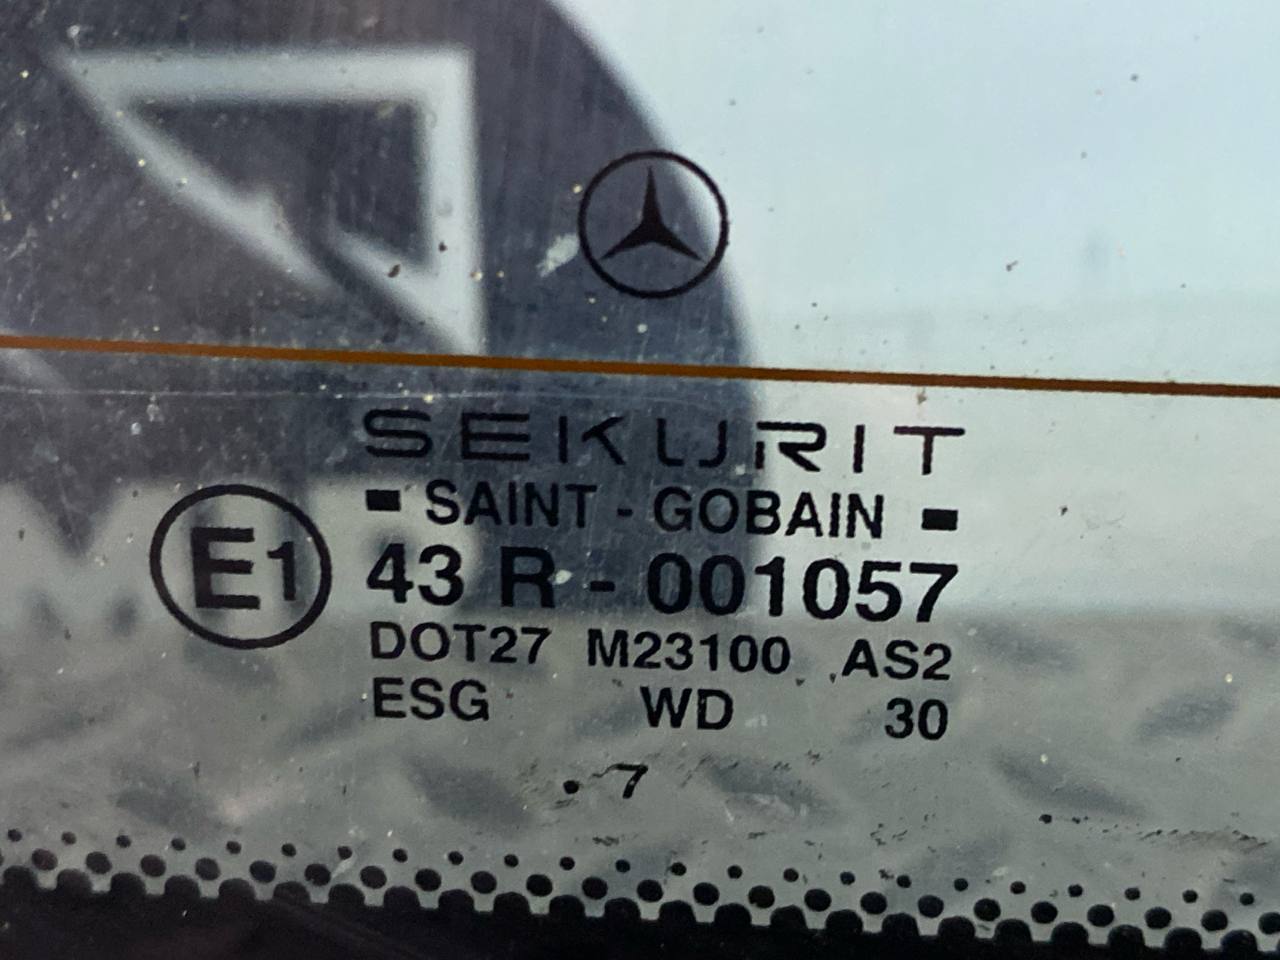 SEKURIT
SAINT - GOBAIN
E1 43 R - 001057
DOT27 M23100 AS2
ESG WD 30
. 7